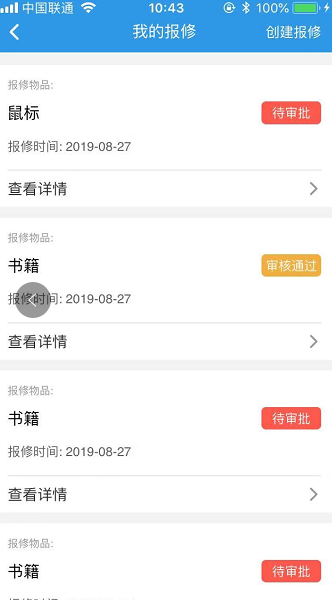 中国联通 10:43 100%
我的报修 创建报修
报修物品:
鼠标 待审批
报修时间: 2019-08-27
查看详情
报修物品:
书籍 审核通过
报修时间: 2019-08-27
查看详情
报修物品:
书籍 待审批
报修时间: 2019-08-27
查看详情
报修物品:
书籍 待审批